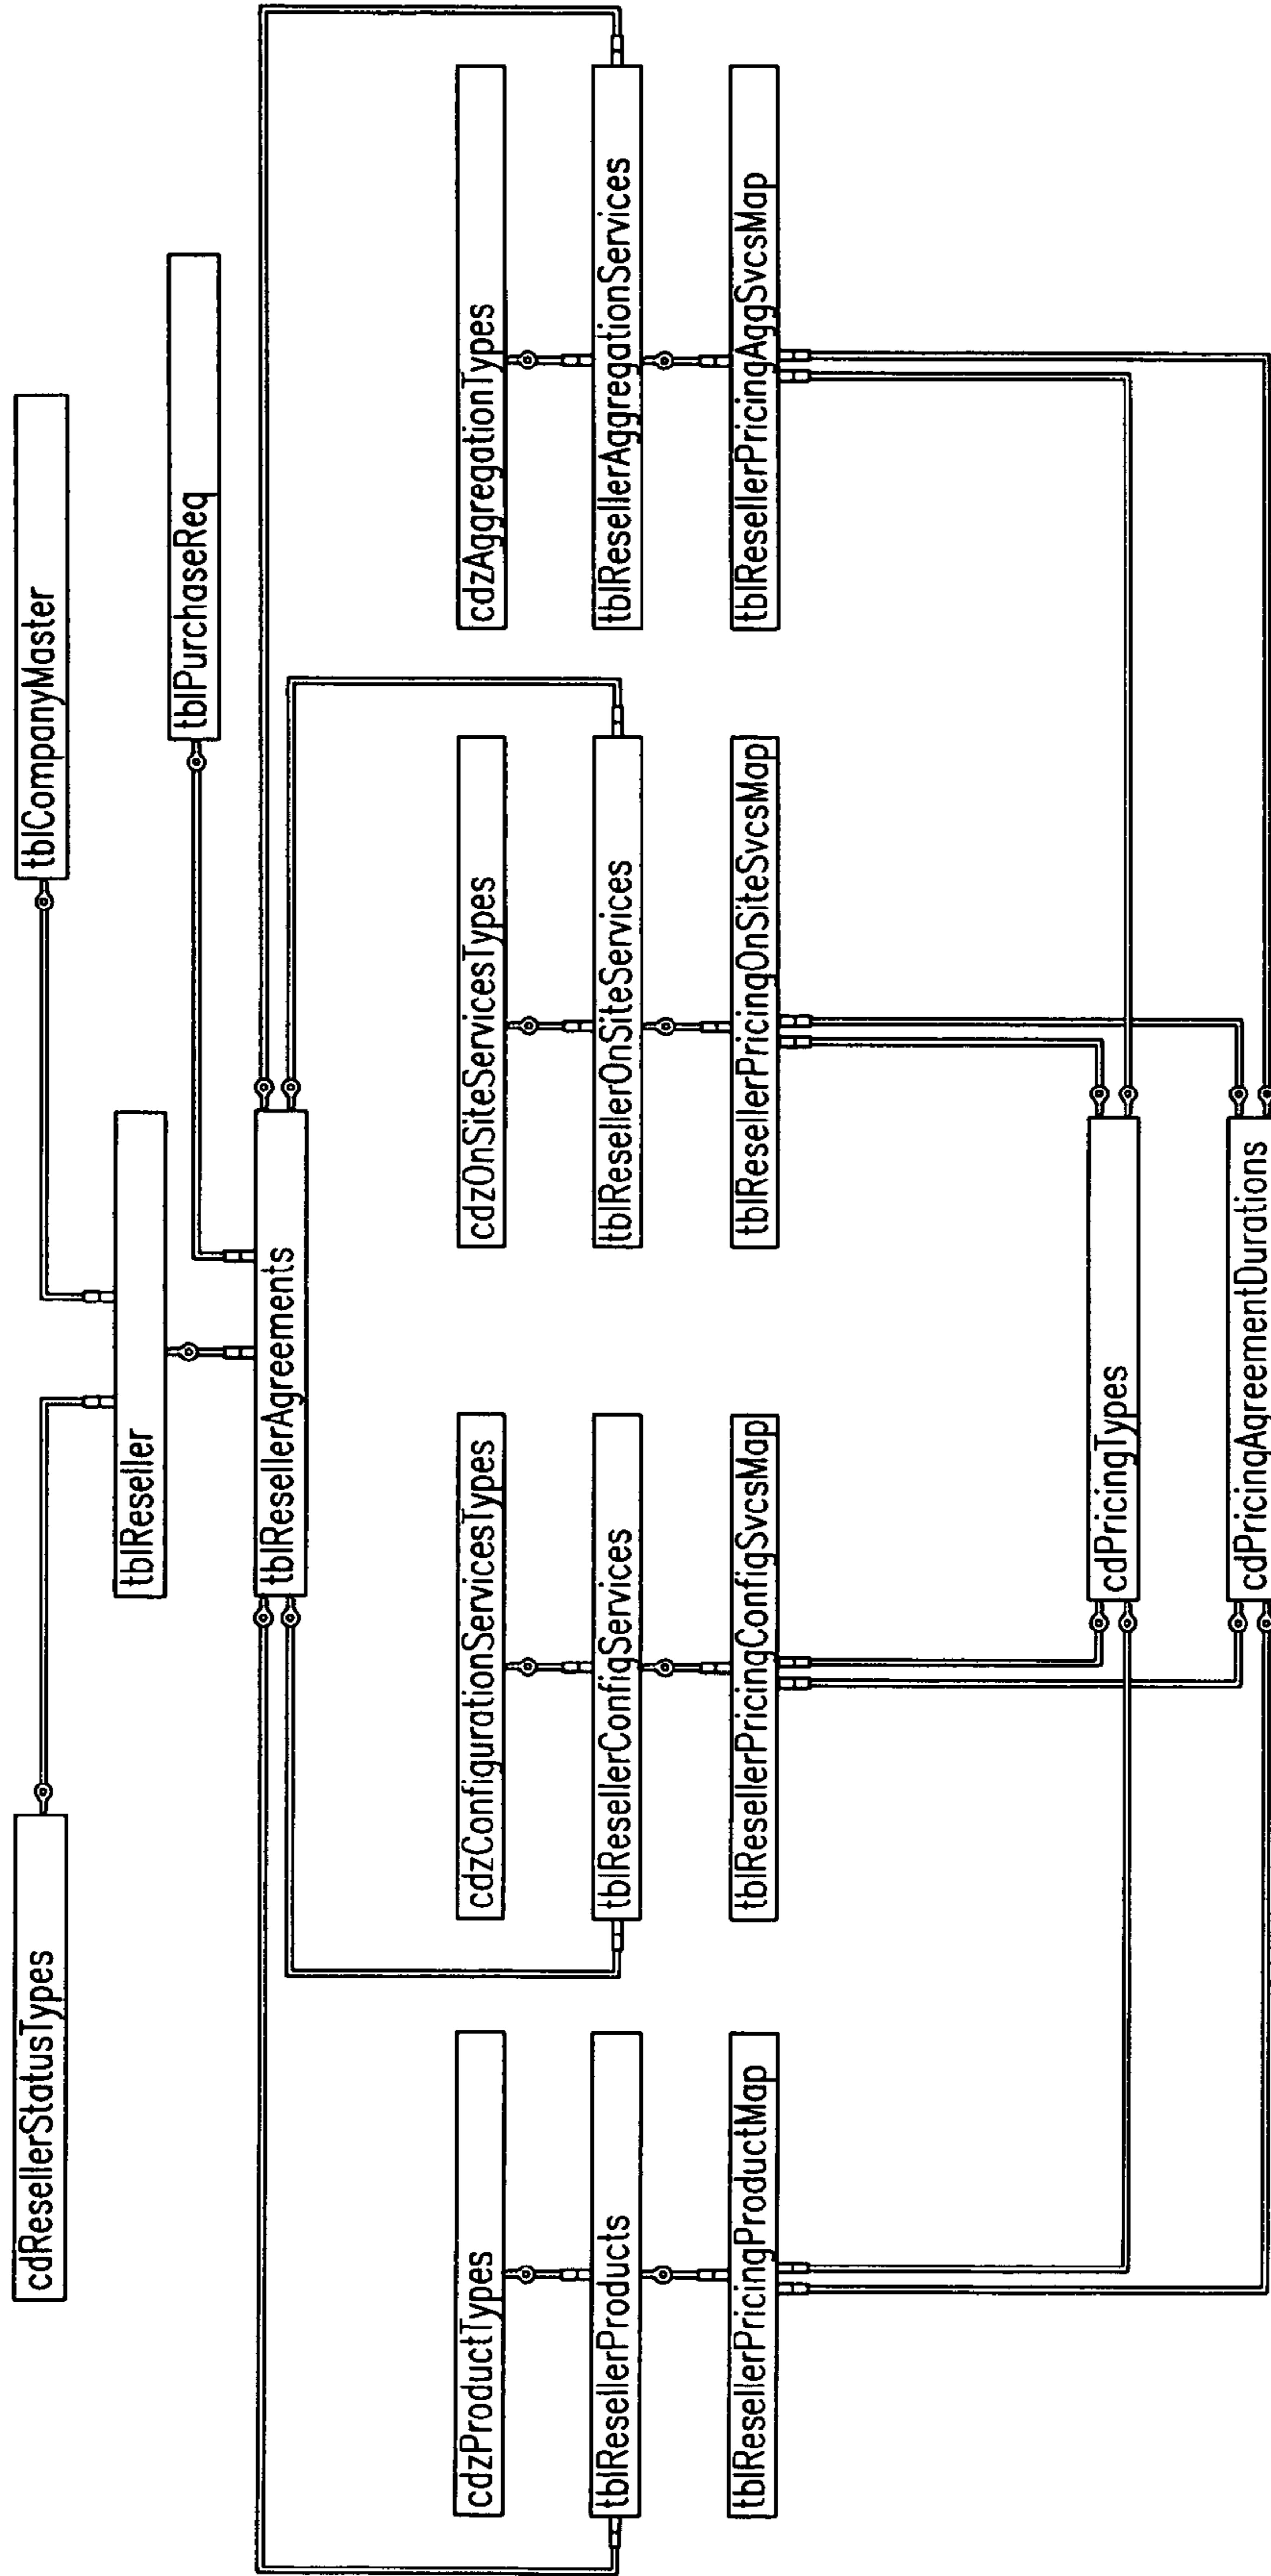 cdResellerStatusTypes
tblCompanyMaster
tblReseller
tblPurchaseReq
tblResellerAgreements
cdzProductTypes
cdzConfigurationServicesTypes
cdzOnSiteServicesTypes
cdzAggregationTypes
tblResellerProducts
tblResellerConfigServices
tblResellerOnSiteServices
tblResellerAggregationServices
tblResellerPricingProductMap
tblResellerPricingConfigSvcsMap
tblResellerPricingOnSiteSvcsMap
tblResellerPricingAggSvcsMap
cdPricingTypes
cdPricingAgreementDurations